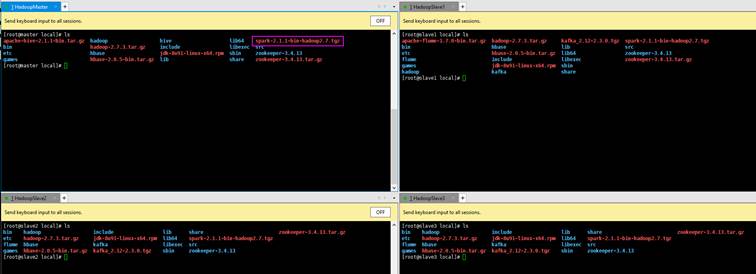 1 HadoopMaster
Send keyboard input to all sessions.
OFF
[root@master local]# ls
apache-hive-2.1.1-bin.tar.gz hadoop hive lib64 spark-2.1.1-bin-hadoop2.7.tgz
bin hadoop-2.7.3.tar.gz include libexec src
etc hbase jdk-8u91-linux-x64.rpm sbin zookeeper-3.4.13
games hbase-2.0.5-bin.tar.gz lib share zookeeper-3.4.13.tar.gz
[root@master local]#
1 HadoopSlave1
Send keyboard input to all sessions.
[root@slave1 local]# ls
apache-flume-1.7.0-bin.tar.gz hadoop-2.7.3.tar.gz kafka_2.12-2.3.0.tgz spark-2.1.1-bin-hadoop2.7.tgz
bin hbase lib src
etc hbase-2.0.5-bin.tar.gz lib64 zookeeper-3.4.13
flume include libexec zookeeper-3.4.13.tar.gz
games jdk-8u91-linux-x64.rpm sbin
hadoop kafka share
[root@slave1 local]#
1 HadoopSlave2
Send keyboard input to all sessions.
OFF
[root@slave2 local]# ls
bin hadoop include lib share zookeeper-3.4.13.tar.gz
etc hadoop-2.7.3.tar.gz jdk-8u91-linux-x64.rpm lib64 spark-2.1.1-bin-hadoop2.7.tgz
flume hbase kafka libexec src
games hbase-2.0.5-bin.tar.gz kafka_2.12-2.3.0.tgz sbin zookeeper-3.4.13
[root@slave2 local]#
1 HadoopSlave3
Send keyboard input to all sessions.
OFF
[root@slave3 local]# ls
bin hadoop include lib share zookeeper-3.4.13.tar.gz
etc hadoop-2.7.3.tar.gz jdk-8u91-linux-x64.rpm lib64 spark-2.1.1-bin-hadoop2.7.tgz
flume hbase kafka libexec src
games hbase-2.0.5-bin.tar.gz kafka_2.12-2.3.0.tgz sbin zookeeper-3.4.13
[root@slave3 local]#